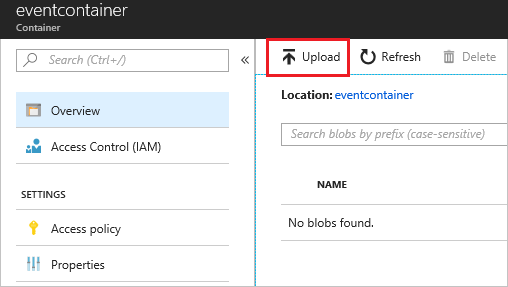 eventcontainer
Container
Search (Ctrl+/)
«
Overview
Access Control (IAM)
SETTINGS
Access policy
Properties
Upload
Refresh
Delete
Location: eventcontainer
Search blobs by prefix (case-sensitive)
NAME
No blobs found.